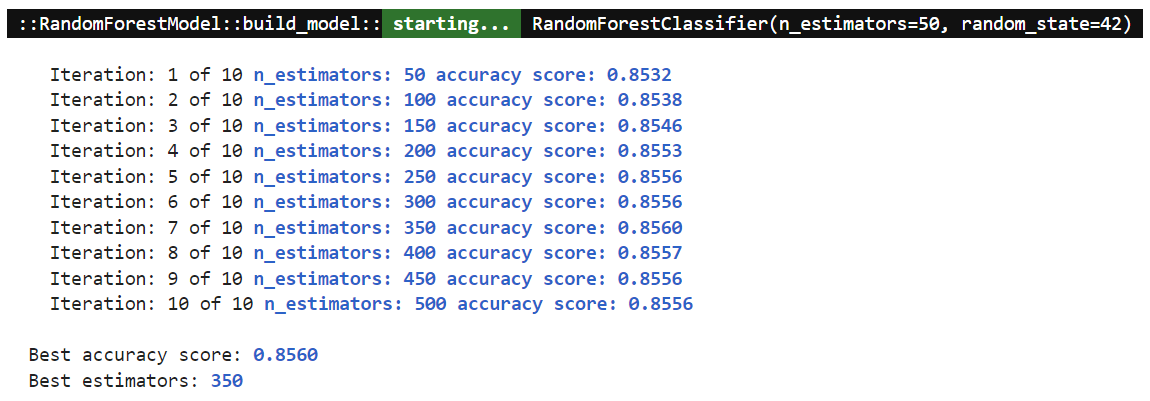 ::RandomForestModel::build_model:: starting... RandomForestClassifier(n_estimators=50, random_state=42)
Iteration: 1 of 10 n_estimators: 50 accuracy score: 0.8532
Iteration: 2 of 10 n_estimators: 100 accuracy score: 0.8538
Iteration: 3 of 10 n_estimators: 150 accuracy score: 0.8546
Iteration: 4 of 10 n_estimators: 200 accuracy score: 0.8553
Iteration: 5 of 10 n_estimators: 250 accuracy score: 0.8556
Iteration: 6 of 10 n_estimators: 300 accuracy score: 0.8556
Iteration: 7 of 10 n_estimators: 350 accuracy score: 0.8560
Iteration: 8 of 10 n_estimators: 400 accuracy score: 0.8557
Iteration: 9 of 10 n_estimators: 450 accuracy score: 0.8556
Iteration: 10 of 10 n_estimators: 500 accuracy score: 0.8556
Best accuracy score: 0.8560
Best estimators: 350